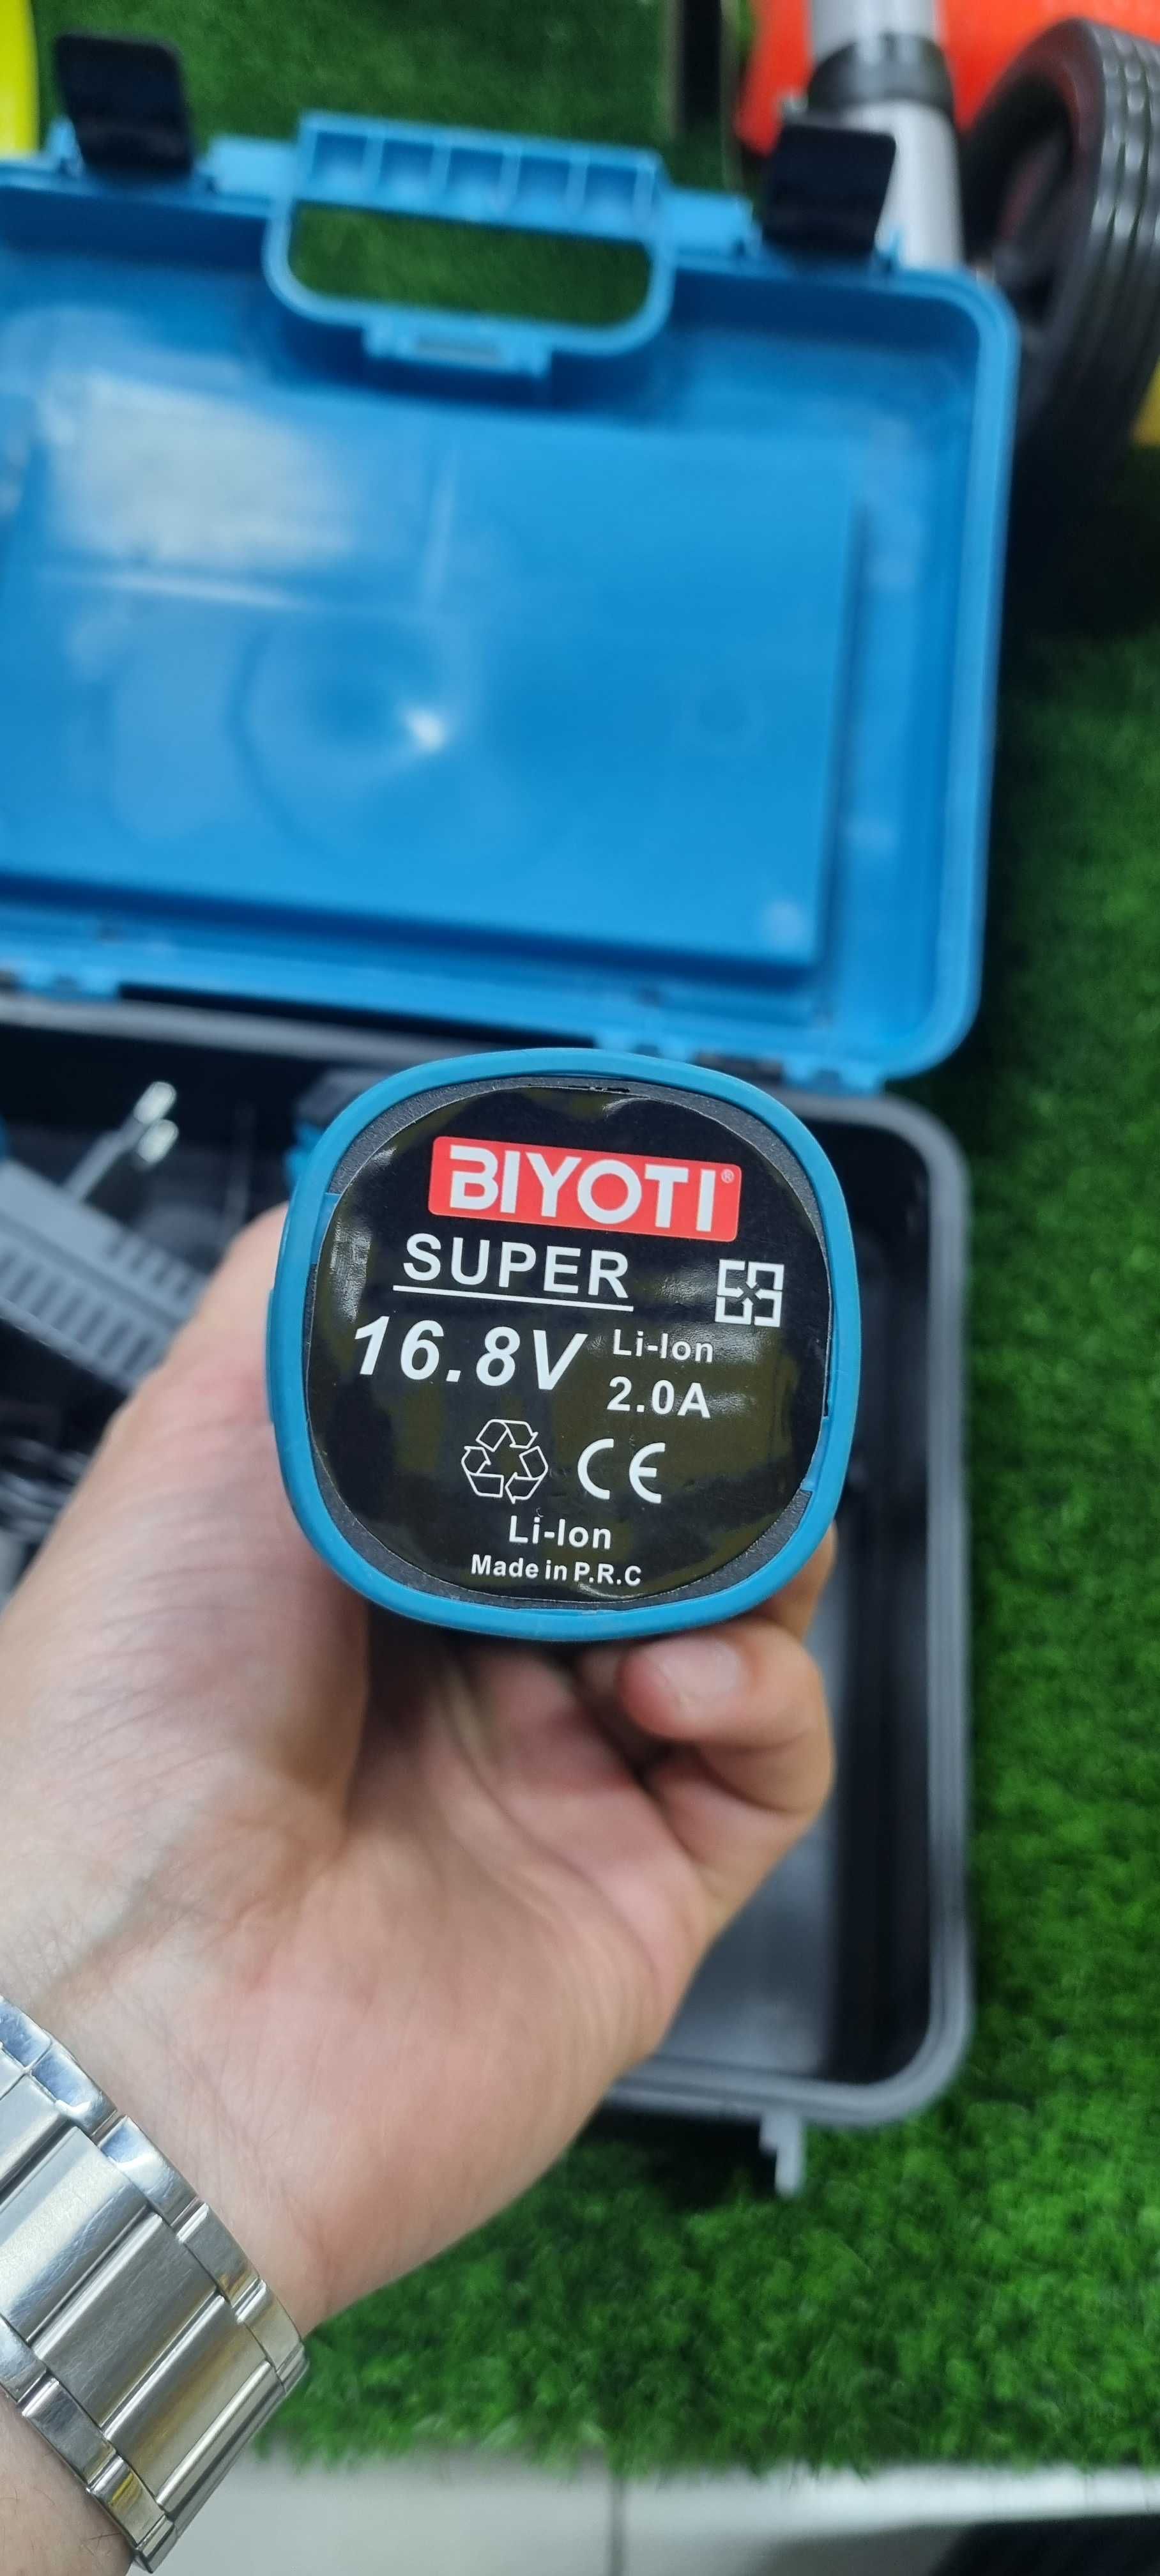 BIYOTI®
SUPER
16.8V
Li-Ion
2.0A
CE
Li-Ion
Made in P.R.C